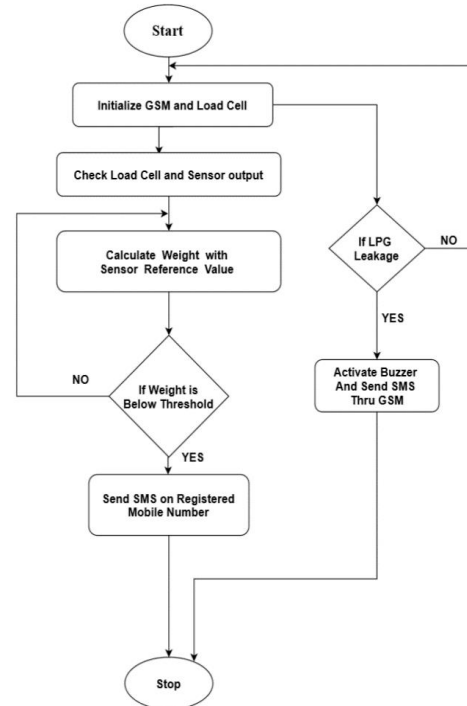 Start
Initialize GSM and Load Cell
Check Load Cell and Sensor output
Calculate Weight with
Sensor Reference Value
If LPG
Leakage
NO
YES
NO
If Weight is
Below Threshold
Activate Buzzer
And Send SMS
Thru GSM
YES
Send SMS on Registered
Mobile Number
Stop